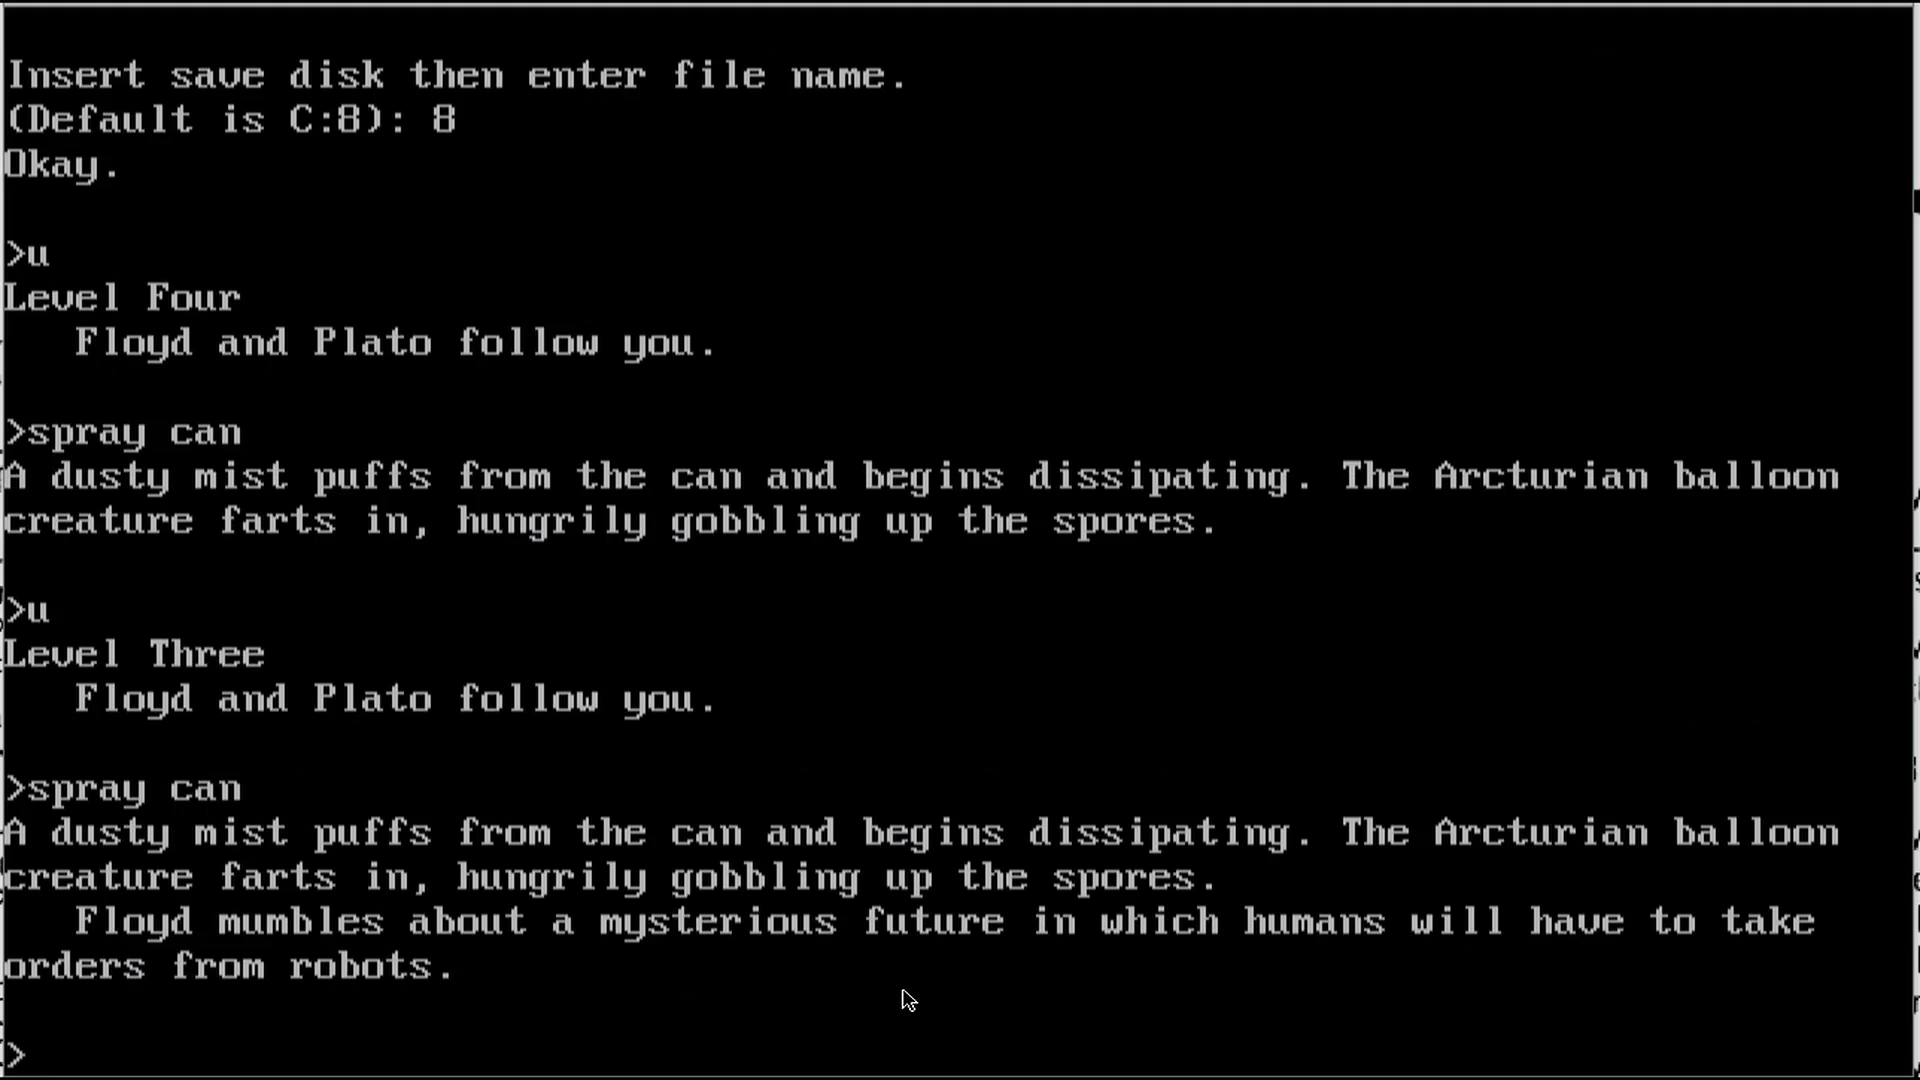 Insert save disk then enter file name.
(Default is C:8): 8
Okay.
>u
Level Four
Floyd and Plato follow you.
>spray can
A dusty mist puffs from the can and begins dissipating. The Arcturian balloon
creature farts in, hungrily gobbling up the spores.
>u
Level Three
Floyd and Plato follow you.
>spray can
A dusty mist puffs from the can and begins dissipating. The Arcturian balloon
creature farts in, hungrily gobbling up the spores.
Floyd mumbles about a mysterious future in which humans will have to take
orders from robots.
>